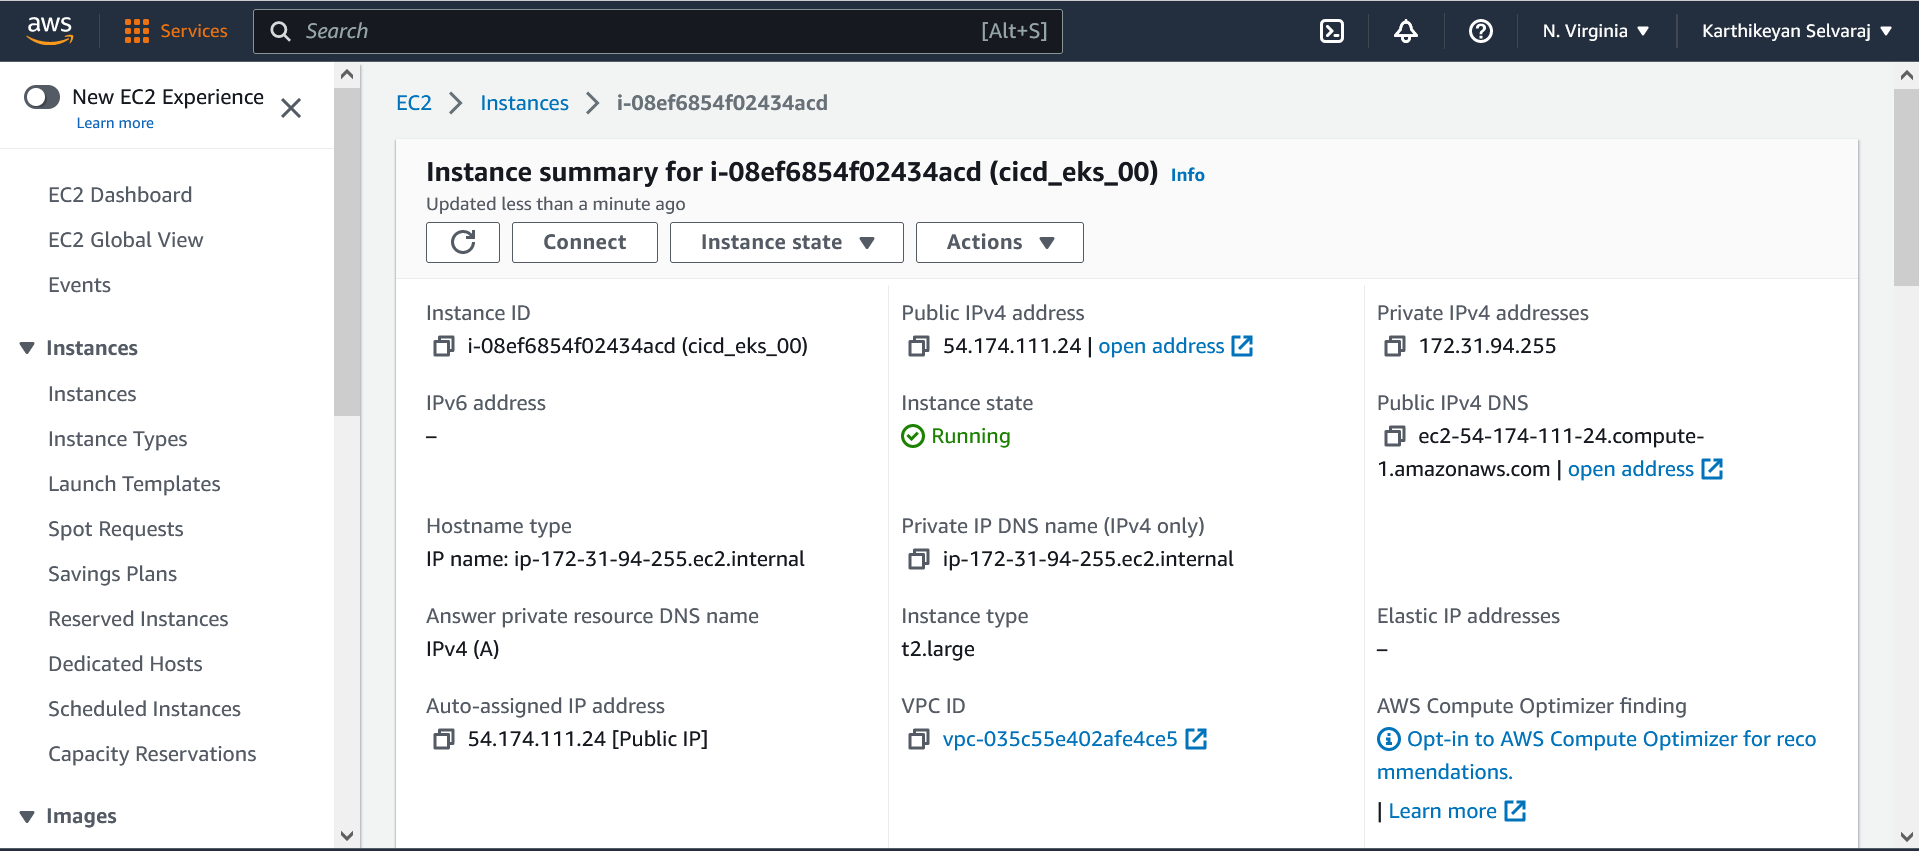 aws
Services
Search [Alt+S]
N. Virginia
Karthikeyan Selvaraj
New EC2 Experience
Learn more
EC2 Dashboard
EC2 Global View
Events
Instances
Instances
Instance Types
Launch Templates
Spot Requests
Savings Plans
Reserved Instances
Dedicated Hosts
Scheduled Instances
Capacity Reservations
Images
EC2 > Instances > i-08ef6854f02434acd
Instance summary for i-08ef6854f02434acd (cicd_eks_00) Info
Updated less than a minute ago
Connect
Instance state
Actions
Instance ID
i-08ef6854f02434acd (cicd_eks_00)
Public IPv4 address
54.174.111.24 | open address
Private IPv4 addresses
172.31.94.255
IPv6 address
–
Instance state
Running
Public IPv4 DNS
ec2-54-174-111-24.compute-
1.amazonaws.com | open address
Hostname type
IP name: ip-172-31-94-255.ec2.internal
Private IP DNS name (IPv4 only)
ip-172-31-94-255.ec2.internal
Answer private resource DNS name
IPv4 (A)
Instance type
t2.large
Elastic IP addresses
–
Auto-assigned IP address
54.174.111.24 [Public IP]
VPC ID
vpc-035c55e402afe4ce5
AWS Compute Optimizer finding
Opt-in to AWS Compute Optimizer for reco
mmendations.
| Learn more